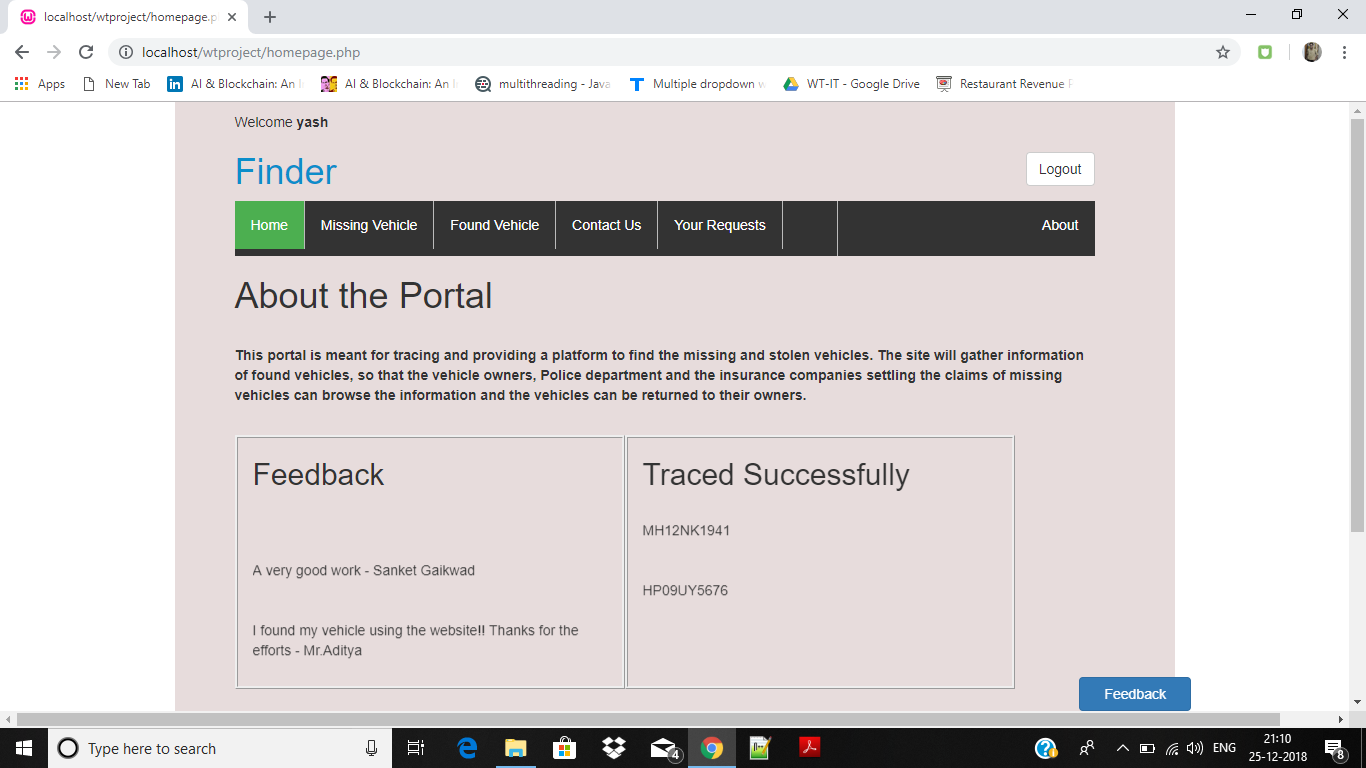 localhost/wtproject/homepage.p
localhost/wtproject/homepage.php
Apps New Tab AI & Blockchain: An I AI & Blockchain: An I multithreading - Java Multiple dropdown w WT-IT - Google Drive Restaurant Revenue P
Welcome yash
Finder
Logout
Home Missing Vehicle Found Vehicle Contact Us Your Requests About
About the Portal
This portal is meant for tracing and providing a platform to find the missing and stolen vehicles. The site will gather information
of found vehicles, so that the vehicle owners, Police department and the insurance companies settling the claims of missing
vehicles can browse the information and the vehicles can be returned to their owners.
Feedback
A very good work - Sanket Gaikwad
I found my vehicle using the website!! Thanks for the
efforts - Mr.Aditya
Traced Successfully
MH12NK1941
HP09UY5676
Feedback
Type here to search
4
ENG
21:10
25-12-2018
8